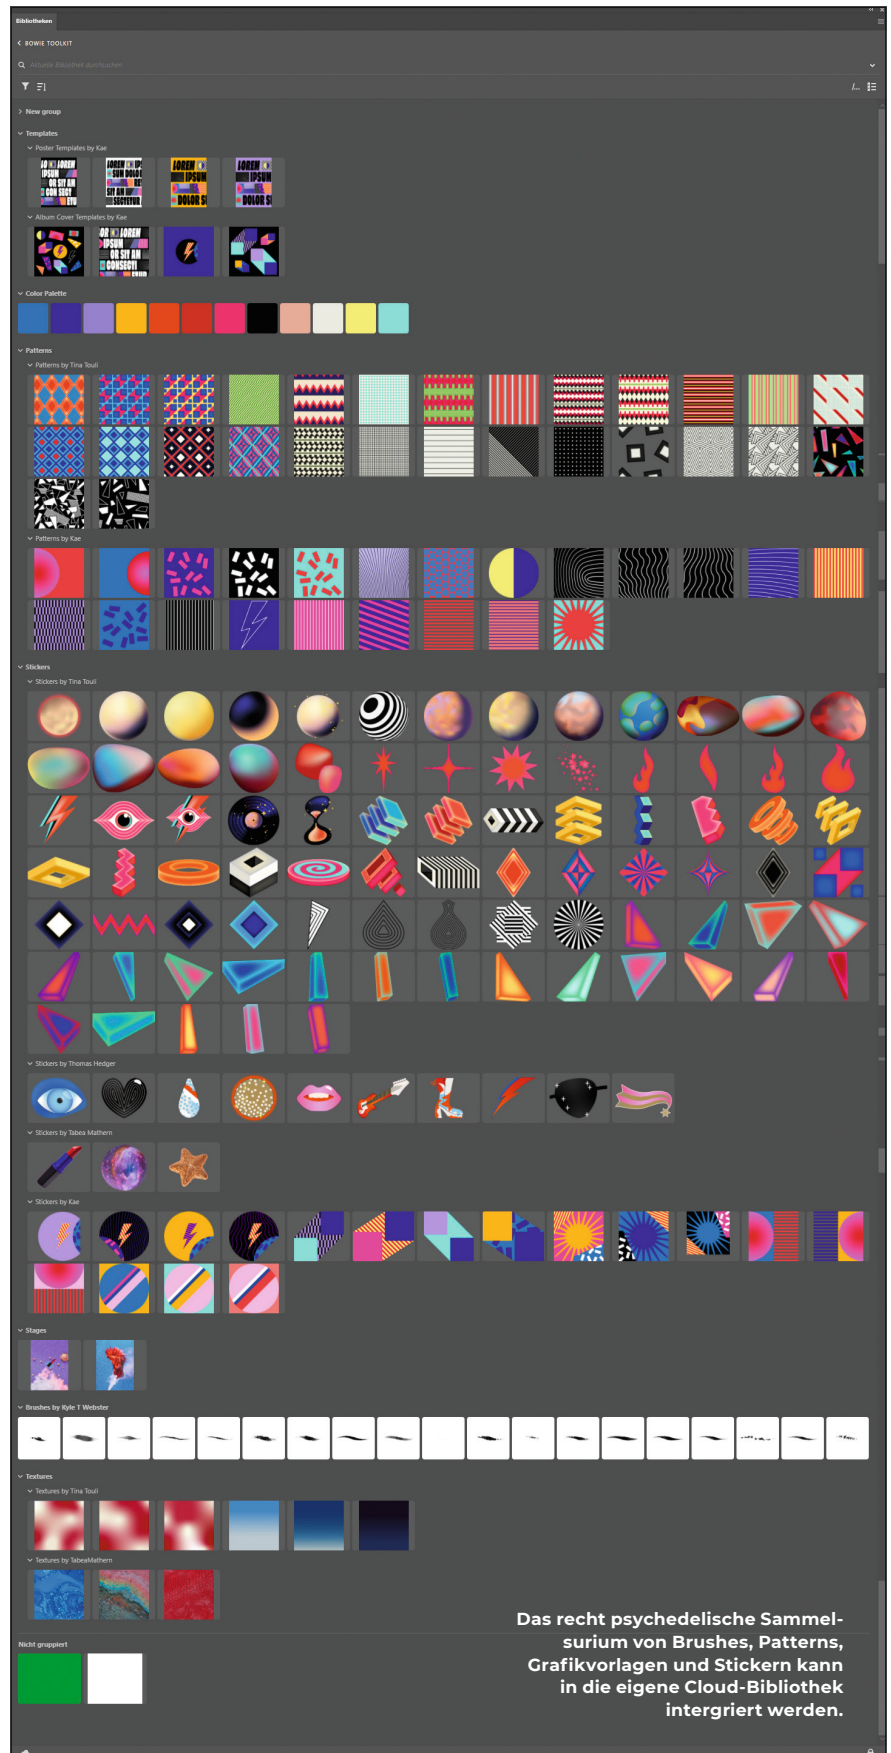 Bibliotheken
BOWIE TOOLKIT
Aktuelle Bibliothek durchsuchen
New group
Templates
Poster Templates by Kae
Album Cover Templates by Kae
Color Palette
Patterns
Patterns by Tina Touli
Patterns by Kae
Stickers
Stickers by Tina Touli
Stickers by Thomas Hedger
Stickers by Tabea Mathern
Stickers by Kae
Stages
Brushes by Kyle T Webster
Textures
Textures by Tina Touli
Textures by TabeaMathern
Nicht gruppiert
Das recht psychedelische Sammel-
surium von Brushes, Patterns,
Grafikvorlagen und Stickern kann
in die eigene Cloud-Bibliothek
intergriert werden.